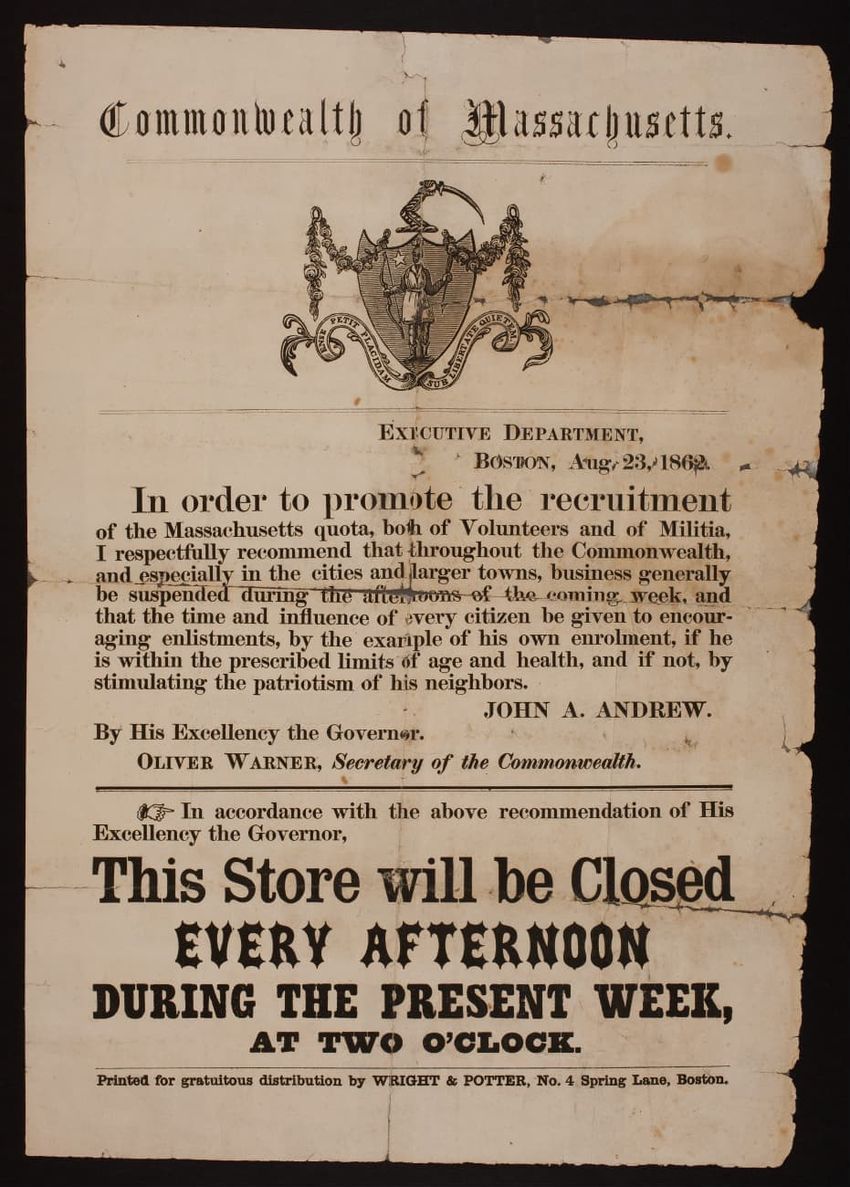 Commonwealth of Massachusetts.
ENSE PETIT PLACIDAM SUB LIBERTATE QUIETEM
EXECUTIVE DEPARTMENT,
BOSTON, Aug. 23, 1862.
In order to promote the recruitment
of the Massachusetts quota, both of Volunteers and of Militia,
I respectfully recommend that throughout the Commonwealth,
and especially in the cities and larger towns, business generally
be suspended during the afternoons of the coming week, and
that the time and influence of every citizen be given to encour-
aging enlistments, by the example of his own enrolment, if he
is within the prescribed limits of age and health, and if not, by
stimulating the patriotism of his neighbors.
JOHN A. ANDREW.
By His Excellency the Governor.
OLIVER WARNER, Secretary of the Commonwealth.
☞ In accordance with the above recommendation of His
Excellency the Governor,
This Store will be Closed
EVERY AFTERNOON
DURING THE PRESENT WEEK,
AT TWO O'CLOCK.
Printed for gratuitous distribution by WRIGHT & POTTER, No. 4 Spring Lane, Boston.